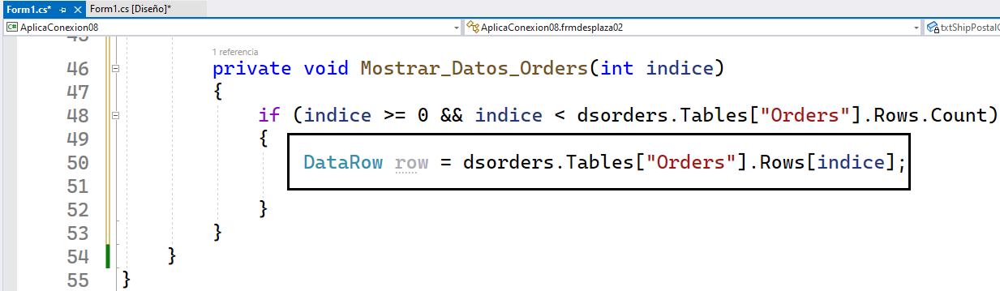 Form1.cs* Form1.cs [Diseño]*
AplicaConexion08 AplicaConexion08.frmdesplaza02 txtShipPostalC
45
1 referencia
46 private void Mostrar_Datos_Orders(int indice)
47 {
48 if (indice >= 0 && indice < dsorders.Tables["Orders"].Rows.Count)
49 {
50 DataRow row = dsorders.Tables["Orders"].Rows[indice];
51
52 }
53 }
54 }
55 }